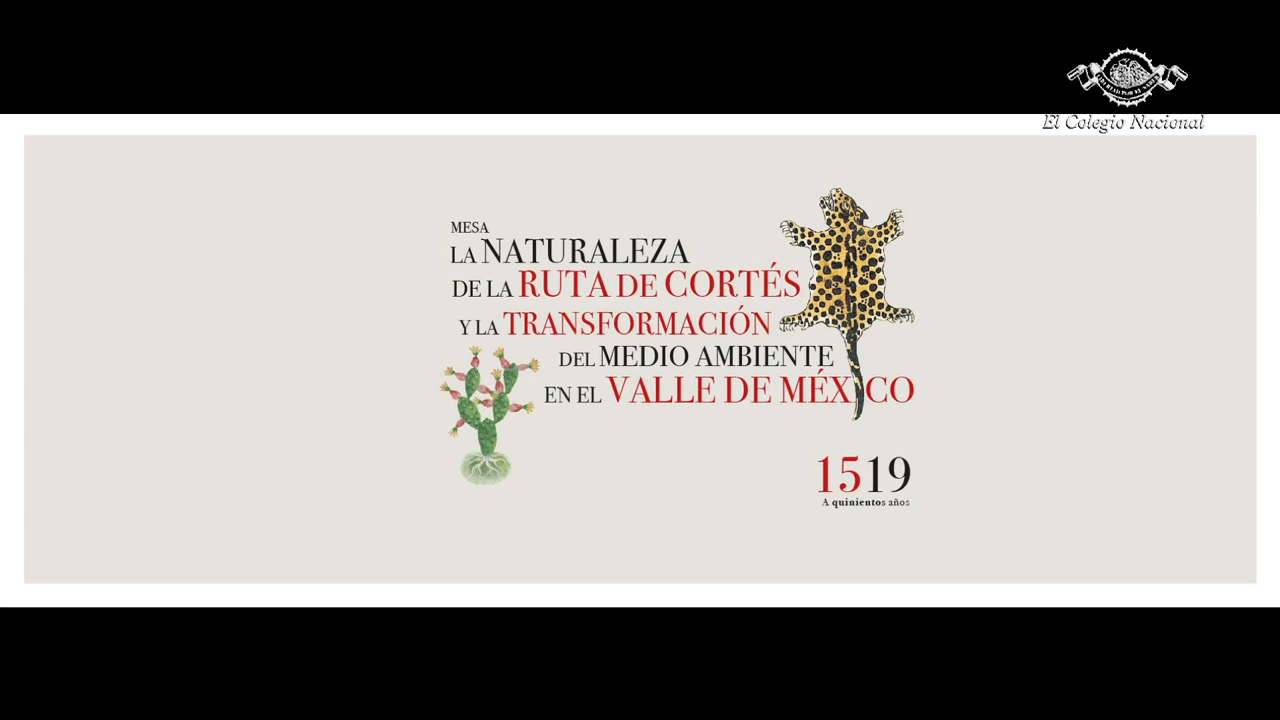 El Colegio Nacional
MESA
LA NATURALEZA
DE LA RUTA DE CORTÉS
Y LA TRANSFORMACIÓN
DEL MEDIO AMBIENTE
EN EL VALLE DE MÉXICO
1519
A quinientos años